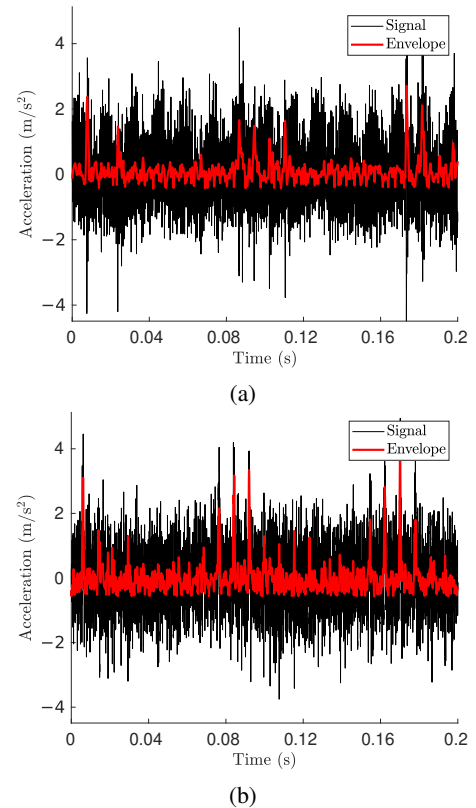 Signal
Envelope
4
2
0
−2
−4
Acceleration (m/s²)
0
0.04
0.08
0.12
0.16
0.2
Time (s)
(a)
Signal
Envelope
4
2
0
−2
−4
Acceleration (m/s²)
0
0.04
0.08
0.12
0.16
0.2
Time (s)
(b)